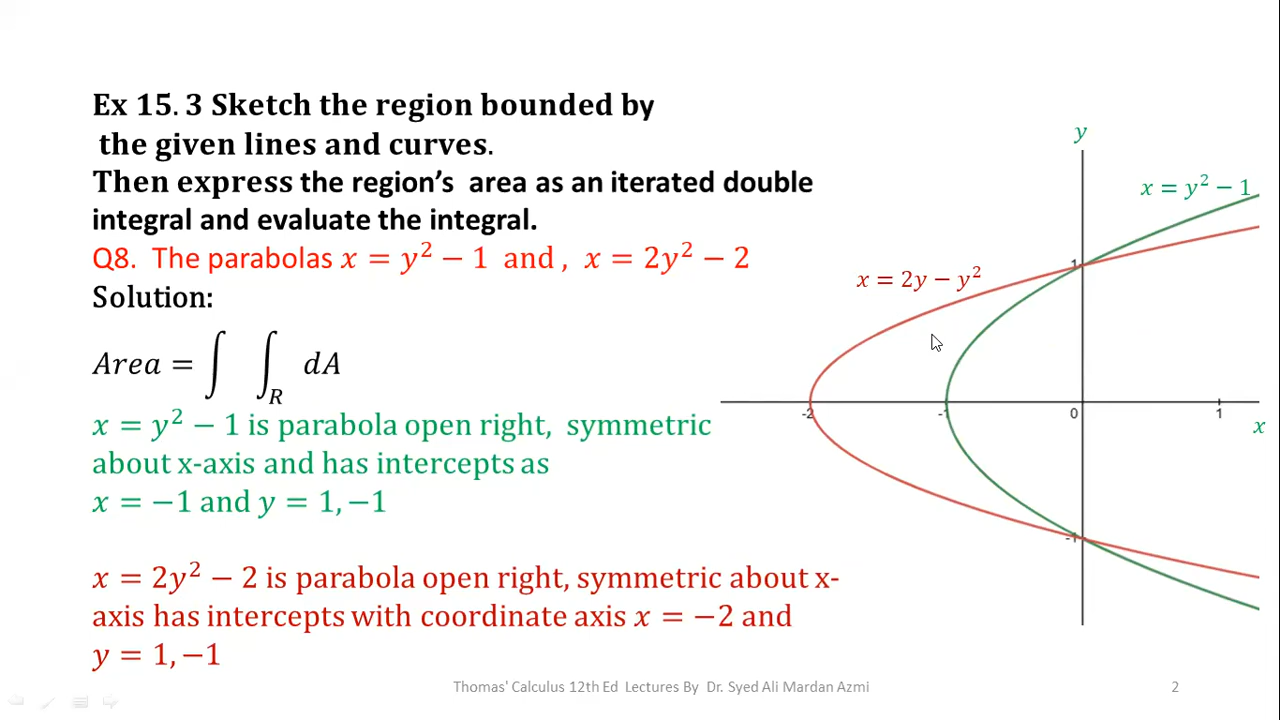 Ex 15. 3 Sketch the region bounded by
the given lines and curves.
Then express the region’s area as an iterated double
integral and evaluate the integral.
Q8. The parabolas x = y² − 1 and , x = 2y² − 2
Solution:
Area = ∫ ∫_R dA
x = y² − 1 is parabola open right, symmetric
about x-axis and has intercepts as
x = −1 and y = 1, −1
x = 2y² − 2 is parabola open right, symmetric about x-
axis has intercepts with coordinate axis x = −2 and
y = 1, −1
y
x = y² − 1
1
x = 2y − y²
-2
-1
0
1
x
-1
Thomas' Calculus 12th Ed Lectures By Dr. Syed Ali Mardan Azmi
2